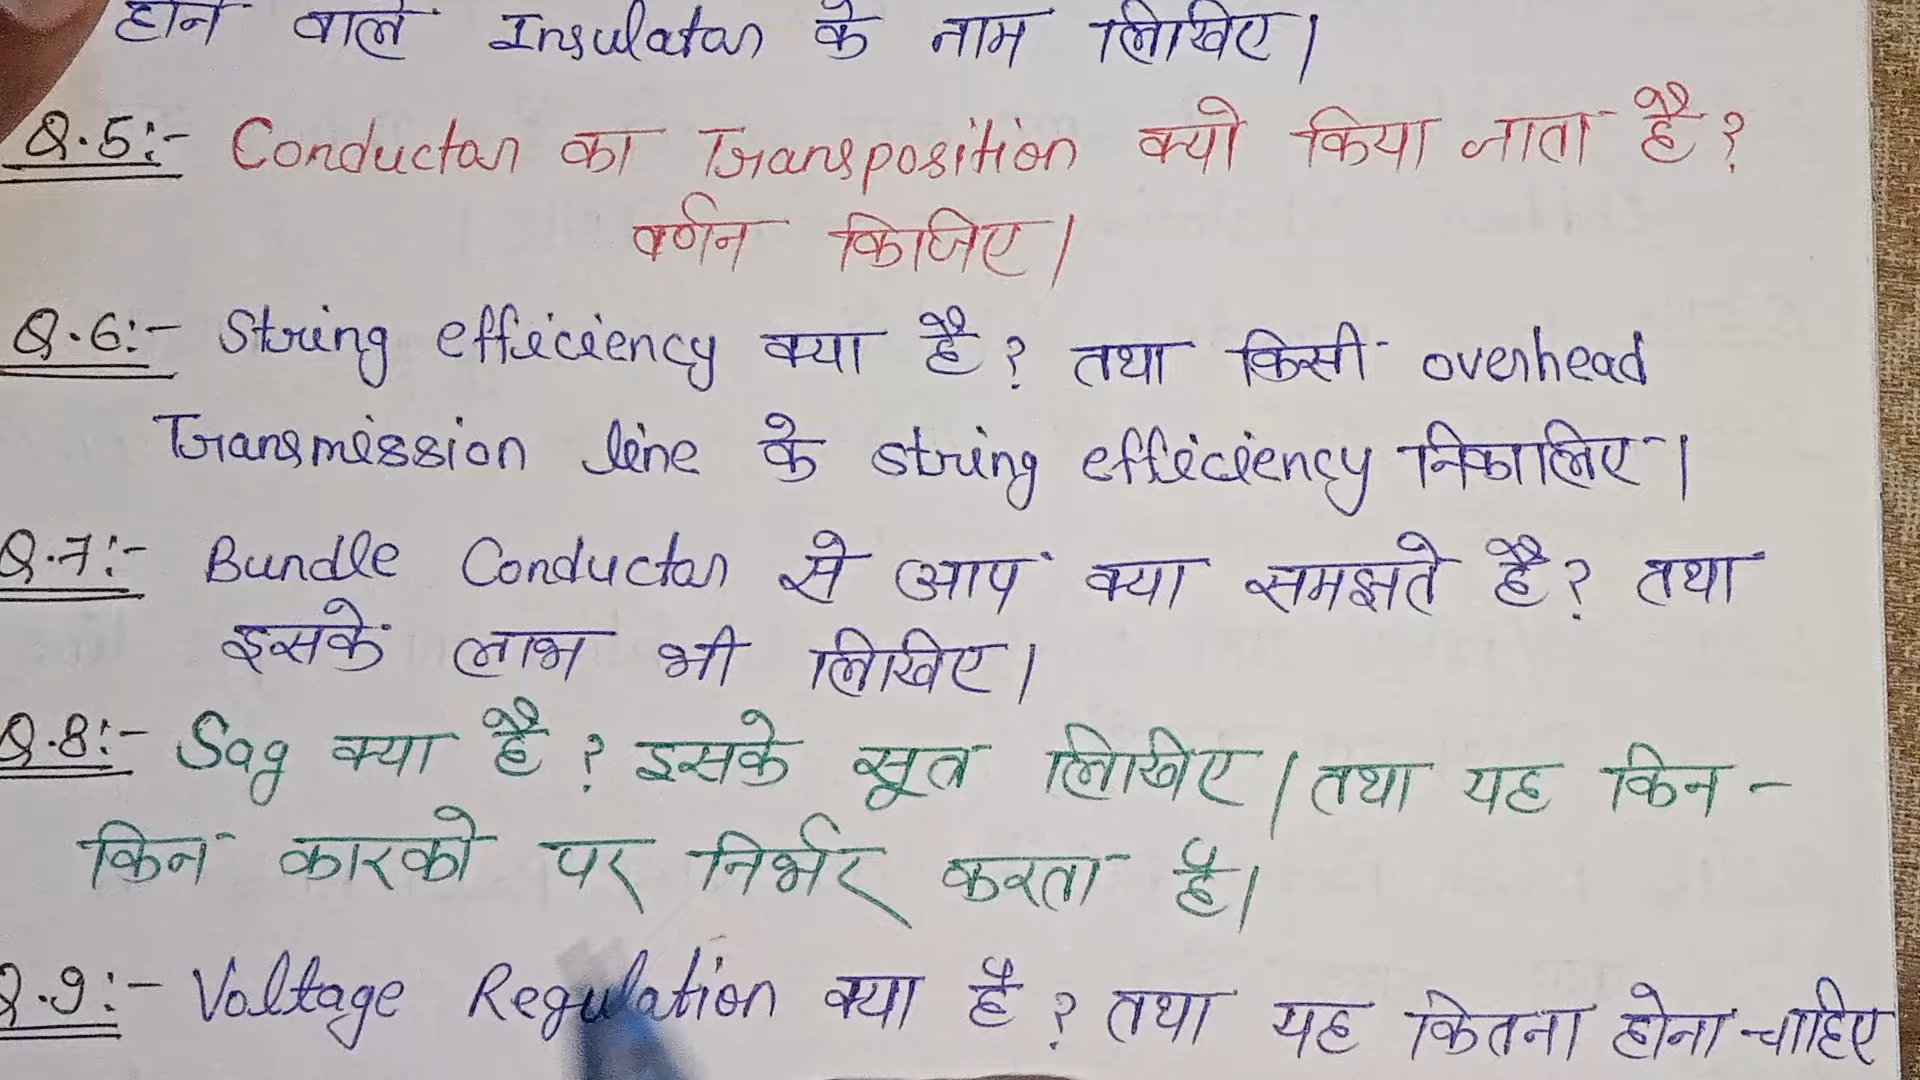 होने वाले Insulator के नाम लिखिए।
Q.5:- Conductor का Transposition क्यो किया जाता है?
वर्णन किजिए।
Q.6:- String efficiency क्या है? तथा किसी overhead
Transmission line के string efficiency निकालिए।
Q.7:- Bundle Conductor से आप क्या समझते है? तथा
इसके लाभ भी लिखिए।
Q.8:- Sag क्या है? इसके सूत्र लिखिए। तथा यह किन-
किन कारको पर निर्भर करता है।
Q.9:- Voltage Regulation क्या है? तथा यह कितना होना चाहिए